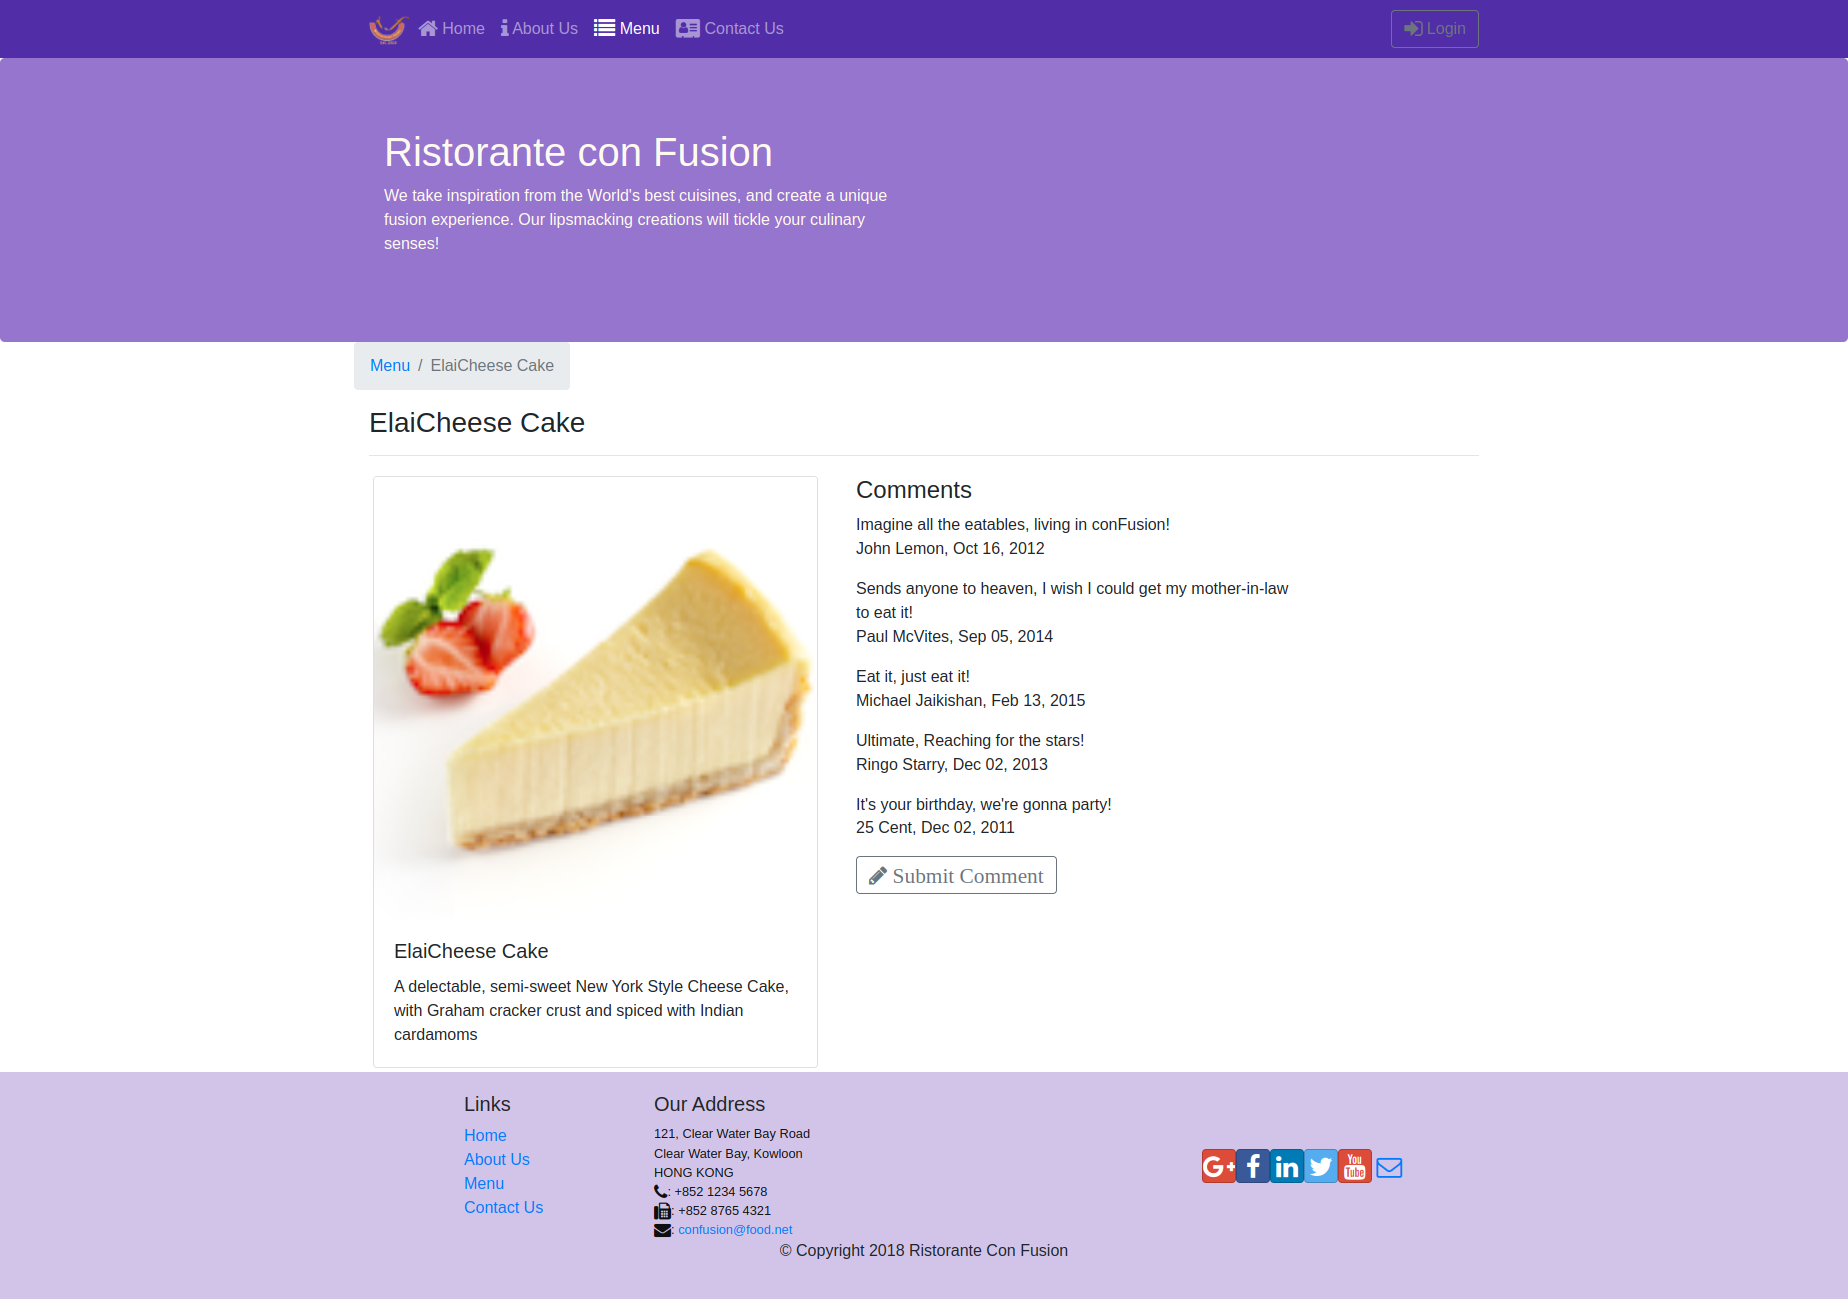 Home
About Us
Menu
Contact Us
Login
Ristorante con Fusion
We take inspiration from the World's best cuisines, and create a unique
fusion experience. Our lipsmacking creations will tickle your culinary
senses!
Menu / ElaiCheese Cake
ElaiCheese Cake
Comments
Imagine all the eatables, living in conFusion!
John Lemon, Oct 16, 2012
Sends anyone to heaven, I wish I could get my mother-in-law
to eat it!
Paul McVites, Sep 05, 2014
Eat it, just eat it!
Michael Jaikishan, Feb 13, 2015
Ultimate, Reaching for the stars!
Ringo Starry, Dec 02, 2013
It's your birthday, we're gonna party!
25 Cent, Dec 02, 2011
Submit Comment
ElaiCheese Cake
A delectable, semi-sweet New York Style Cheese Cake,
with Graham cracker crust and spiced with Indian
cardamoms
Links
Home
About Us
Menu
Contact Us
Our Address
121, Clear Water Bay Road
Clear Water Bay, Kowloon
HONG KONG
: +852 1234 5678
: +852 8765 4321
: confusion@food.net
G+
f
in
You
Tube
© Copyright 2018 Ristorante Con Fusion